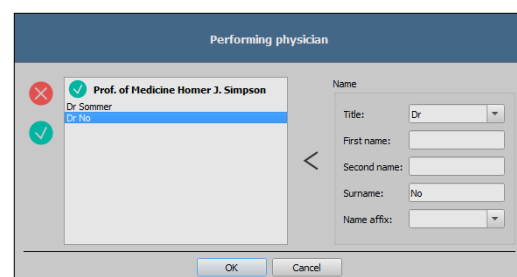 Performing physician
Prof. of Medicine Homer J. Simpson
Dr Sommer
Dr No
<
Name
Title: Dr
First name:
Second name:
Surname: No
Name affix:
OK Cancel